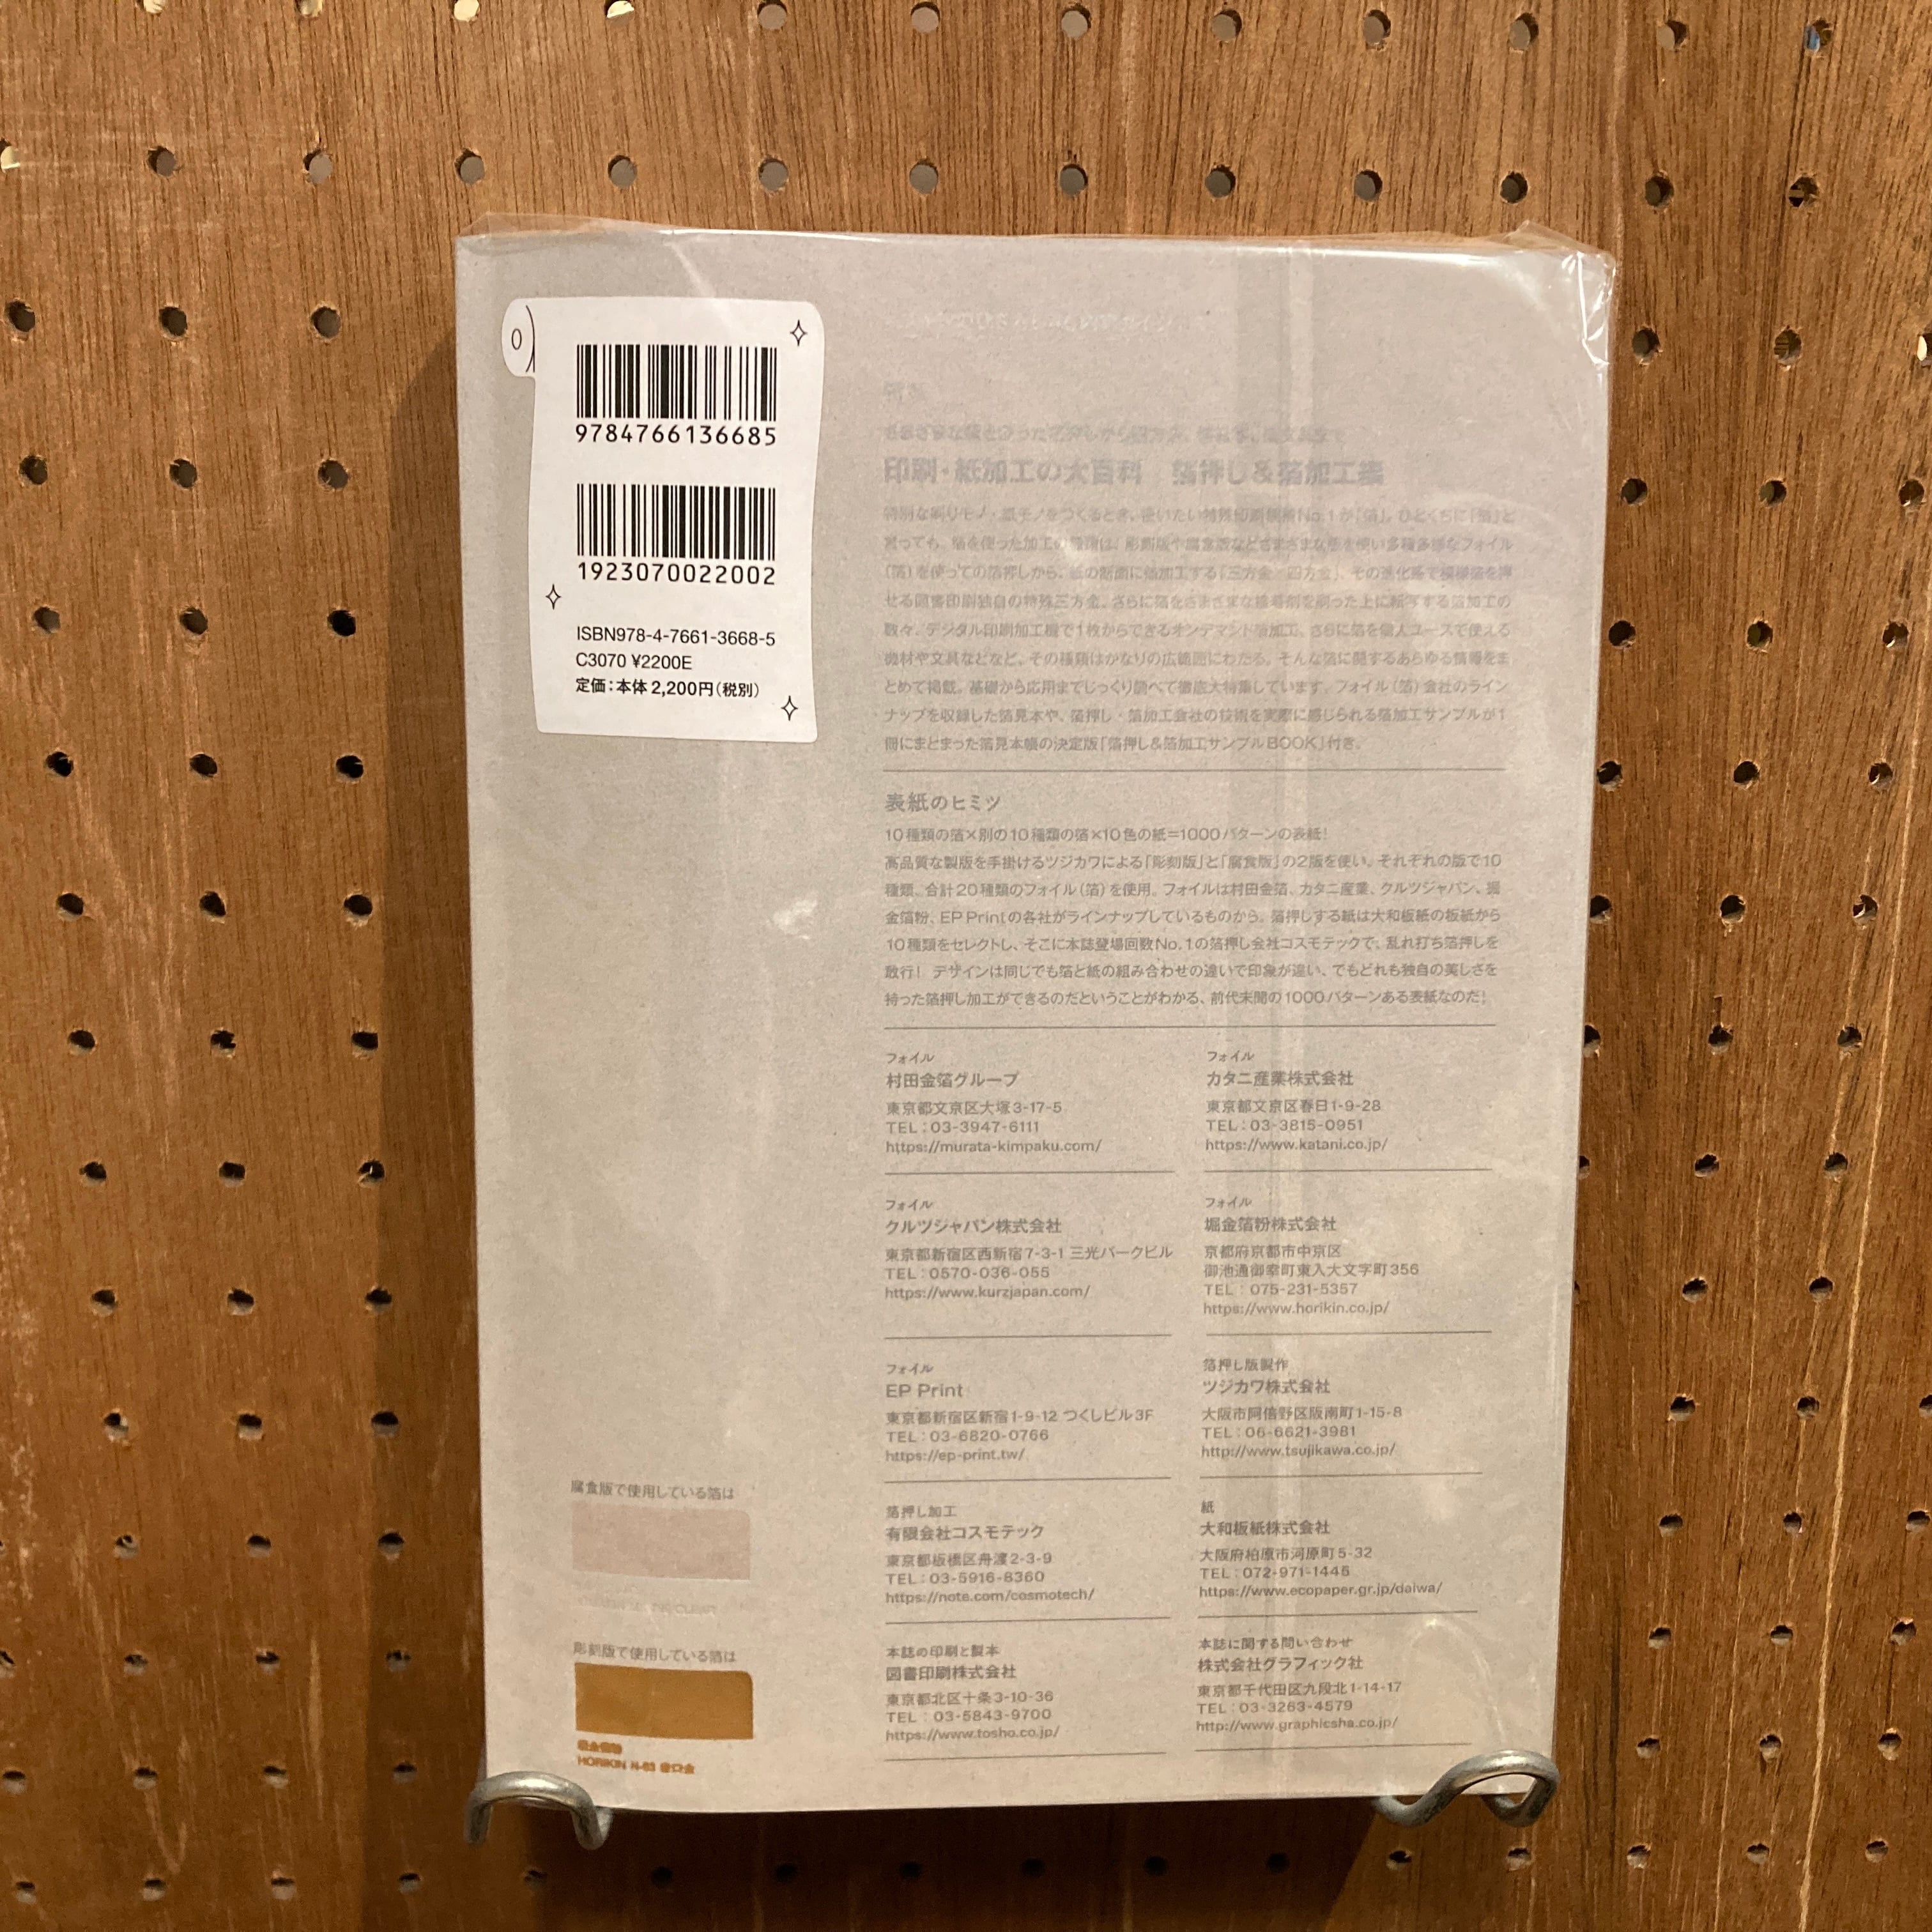 9784766136685
1923070022002
ISBN978-4-7661-3668-5
C3070 ¥2200E
定価：本体2,200円（税別）
特集
さまざまな版を使った箔押しから
印刷・紙加工の大百科　箔押し＆箔加工集
特別な刷りモノ・紙モノをつくるとき、使いたい特殊印刷加工No.1が「箔」。ひとくちに「箔」と
言っても、箔を使った加工の種類は、彫刻版や腐食版などさまざまな版を使い多種多様なフォイル
（箔）を使っての箔押しから、紙の断面に箔加工する「三方金・四方金」、その進化系で模様箔を押
せる図書印刷独自の特殊三方金、さらに箔をさまざまな接着剤を刷った上に転写する箔加工の
数々、デジタル印刷加工機で1枚からできるオンデマンド箔加工、さらに箔を個人ユースで使える
画材や文具などなど、その種類はかなりの広範囲にわたる。そんな箔に関するあらゆる情報をま
とめて掲載。基礎から応用までじっくり調べて徹底大特集しています。フォイル（箔）会社のライン
ナップを収録した箔見本や、箔押し・箔加工会社の技術を実際に感じられる箔加工サンプルが1
冊にまとまった箔見本帳の決定版「箔押し＆箔加工サンプルBOOK」付き。
表紙のヒミツ
10種類の箔×別の10種類の箔×10色の紙＝1000パターンの表紙！
高品質な製版を手掛けるツジカワによる「彫刻版」と「腐食版」の2版を使い、それぞれの版で10
種類、合計20種類のフォイル（箔）を使用。フォイルは村田金箔、カタニ産業、クルツジャパン、堀
金箔粉、EP Printの各社がラインナップしているものから。箔押しする紙は大和板紙の板紙から
10種類をセレクトし、そこに本誌登場回数No.1の箔押し会社コスモテックで、乱れ打ち箔押しを
敢行！ デザインは同じでも箔と紙の組み合わせの違いで印象が違い、でもどれも独自の美しさを
持った箔押し加工ができるのだということがわかる、前代未聞の1000パターンある表紙なのだ！
フォイル
村田金箔グループ
東京都文京区大塚3-17-5
TEL：03-3947-6111
https://murata-kimpaku.com/
フォイル
カタニ産業株式会社
東京都文京区春日1-9-28
TEL：03-3815-0951
https://www.katani.co.jp/
フォイル
クルツジャパン株式会社
東京都新宿区西新宿7-3-1 三光パークビル
TEL：0570-036-055
https://www.kurzjapan.com/
フォイル
堀金箔粉株式会社
京都府京都市中京区
御池通御幸町東入大文字町356
TEL：075-231-5357
https://www.horikin.co.jp/
フォイル
EP Print
東京都新宿区新宿1-9-12 つくしビル3F
TEL：03-6820-0766
https://ep-print.tw/
箔押し版製作
ツジカワ株式会社
大阪市阿倍野区阪南町1-15-8
TEL：06-6621-3981
http://www.tsujikawa.co.jp/
箔押し加工
有限会社コスモテック
東京都板橋区舟渡2-3-9
TEL：03-5916-8360
https://note.com/cosmotech/
紙
大和板紙株式会社
大阪府柏原市河原町5-32
TEL：072-971-1445
https://www.ecopaper.gr.jp/daiwa/
本誌の印刷と製本
図書印刷株式会社
東京都北区十条3-10-36
TEL：03-5843-9700
https://www.tosho.co.jp/
本誌に関する問い合わせ
株式会社グラフィック社
東京都千代田区九段北1-14-17
TEL：03-3263-4579
http://www.graphicsha.co.jp/
腐食版で使用している箔は
彫刻版で使用している箔は
堀金箔粉
HORIKIN N-63 青口金